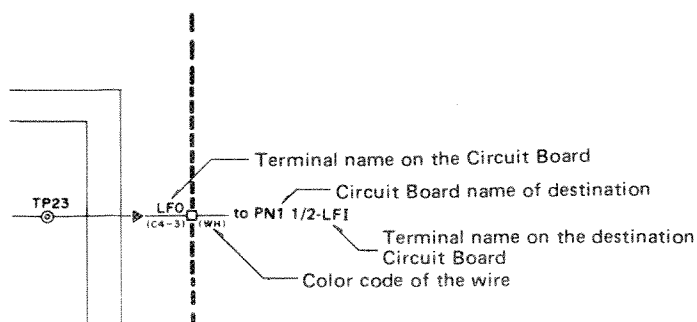 Terminal name on the Circuit Board
Circuit Board name of destination
TP23
LFO
to PN1 1/2-LFI
(C4-3)
(WH)
Terminal name on the destination
Circuit Board
Color code of the wire